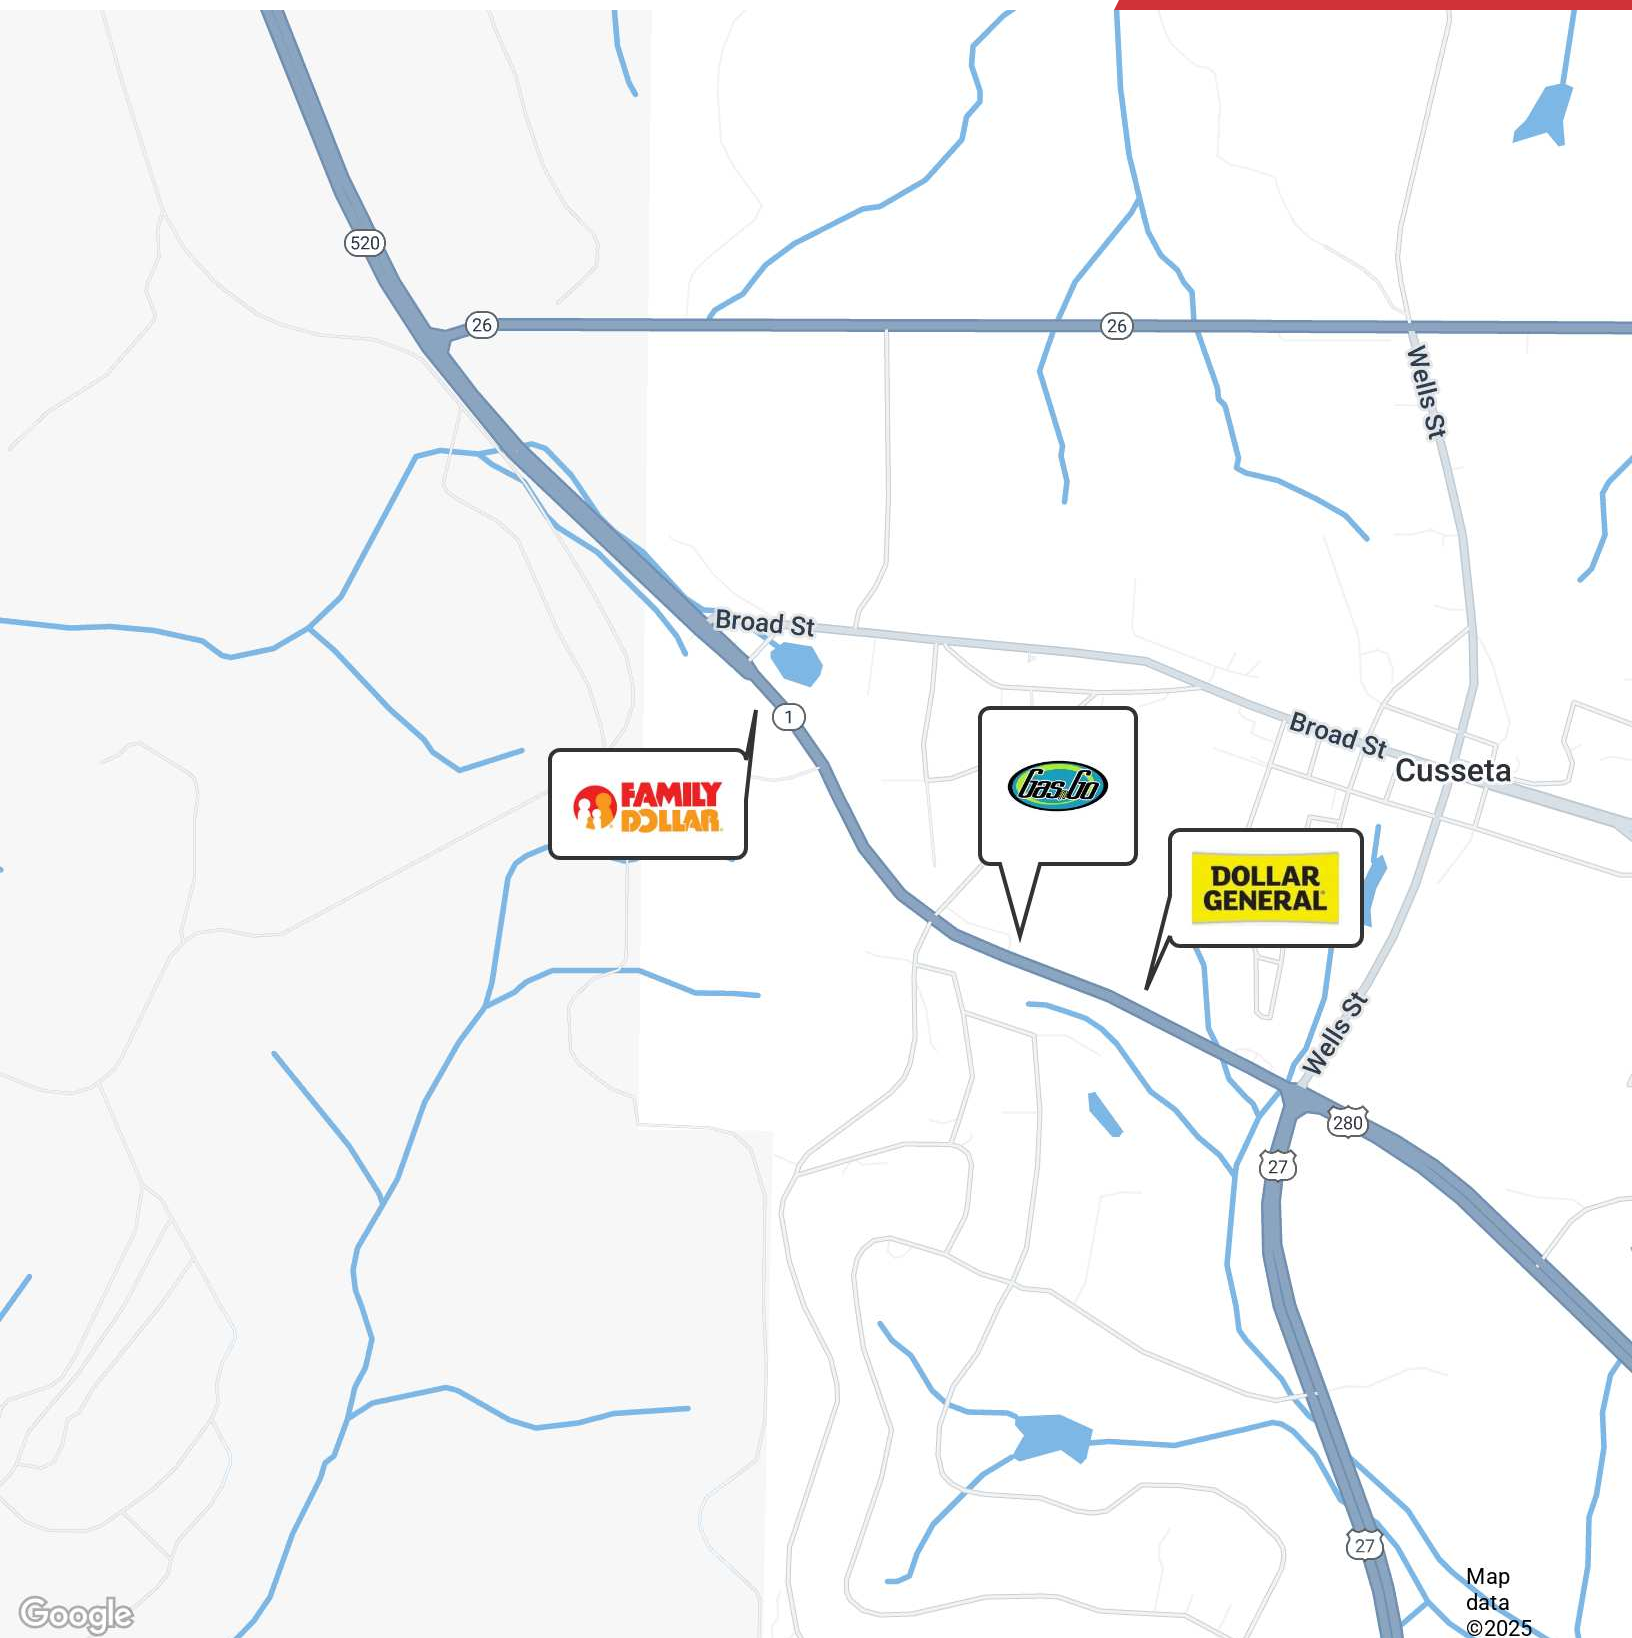 520
26
26
Wells St
Broad St
1
Broad St
Cusseta
FAMILY
DOLLAR
Gas N Go
DOLLAR
GENERAL
Wells St
280
27
27
Google
Map
data
©2025